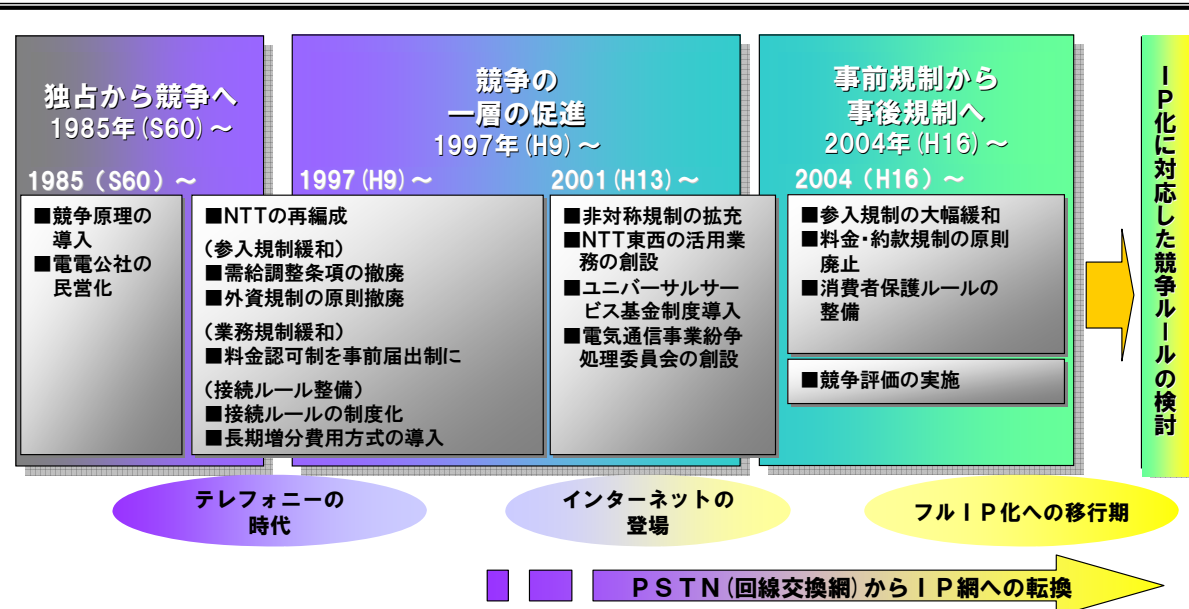 独占から競争へ
1985年(S60)～
競争の
一層の促進
1997年(H9)～
事前規制から
事後規制へ
2004年(H16)～
1985（S60）～
■競争原理の
導入
■電電公社の
民営化
1997(H9)～
■NTTの再編成
(参入規制緩和)
■需給調整条項の撤廃
■外資規制の原則撤廃
(業務規制緩和)
■料金認可制を事前届出制に
(接続ルール整備)
■接続ルールの制度化
■長期増分費用方式の導入
2001(H13)～
■非対称規制の拡充
■NTT東西の活用業
務の創設
■ユニバーサルサー
ビス基金制度導入
■電気通信事業紛争
処理委員会の創設
2004（H16）～
■参入規制の大幅緩和
■料金・約款規制の原則
廃止
■消費者保護ルールの
整備
■競争評価の実施
ＩＰ化に対応した競争ルールの検討
テレフォニーの
時代
インターネットの
登場
フルＩＰ化への移行期
ＰＳＴＮ(回線交換網)からＩＰ網への転換